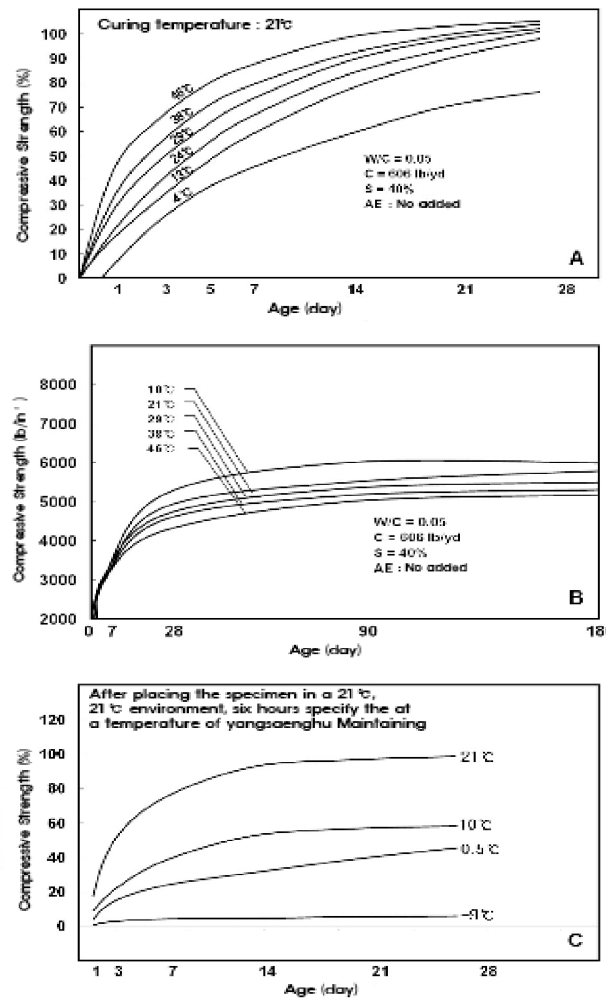 Curing temperature : 21℃
Compressive Strength (%)
100
90
80
70
60
50
40
30
20
10
0
46℃
38℃
29℃
24℃
13℃
4℃
W/C = 0.05
C = 606 lb/yd
S = 40%
AE : No added
A
1 3 5 7 14 21 28
Age (day)
Compressive Strength (lb/in²)
8000
7000
6000
5000
4000
3000
2000
10℃
21℃
29℃
38℃
46℃
W/C = 0.05
C = 606 lb/yd
S = 40%
AE : No added
B
0 7 28 90 18
Age (day)
After placing the specimen in a 21 ℃,
21 ℃ environment, six hours specify the at
a temperature of yangsaenghu Maintaining
Compressive Strength (%)
120
100
80
60
40
20
0
21℃
10℃
0.5℃
-9℃
C
1 3 7 14 21 28
Age (day)